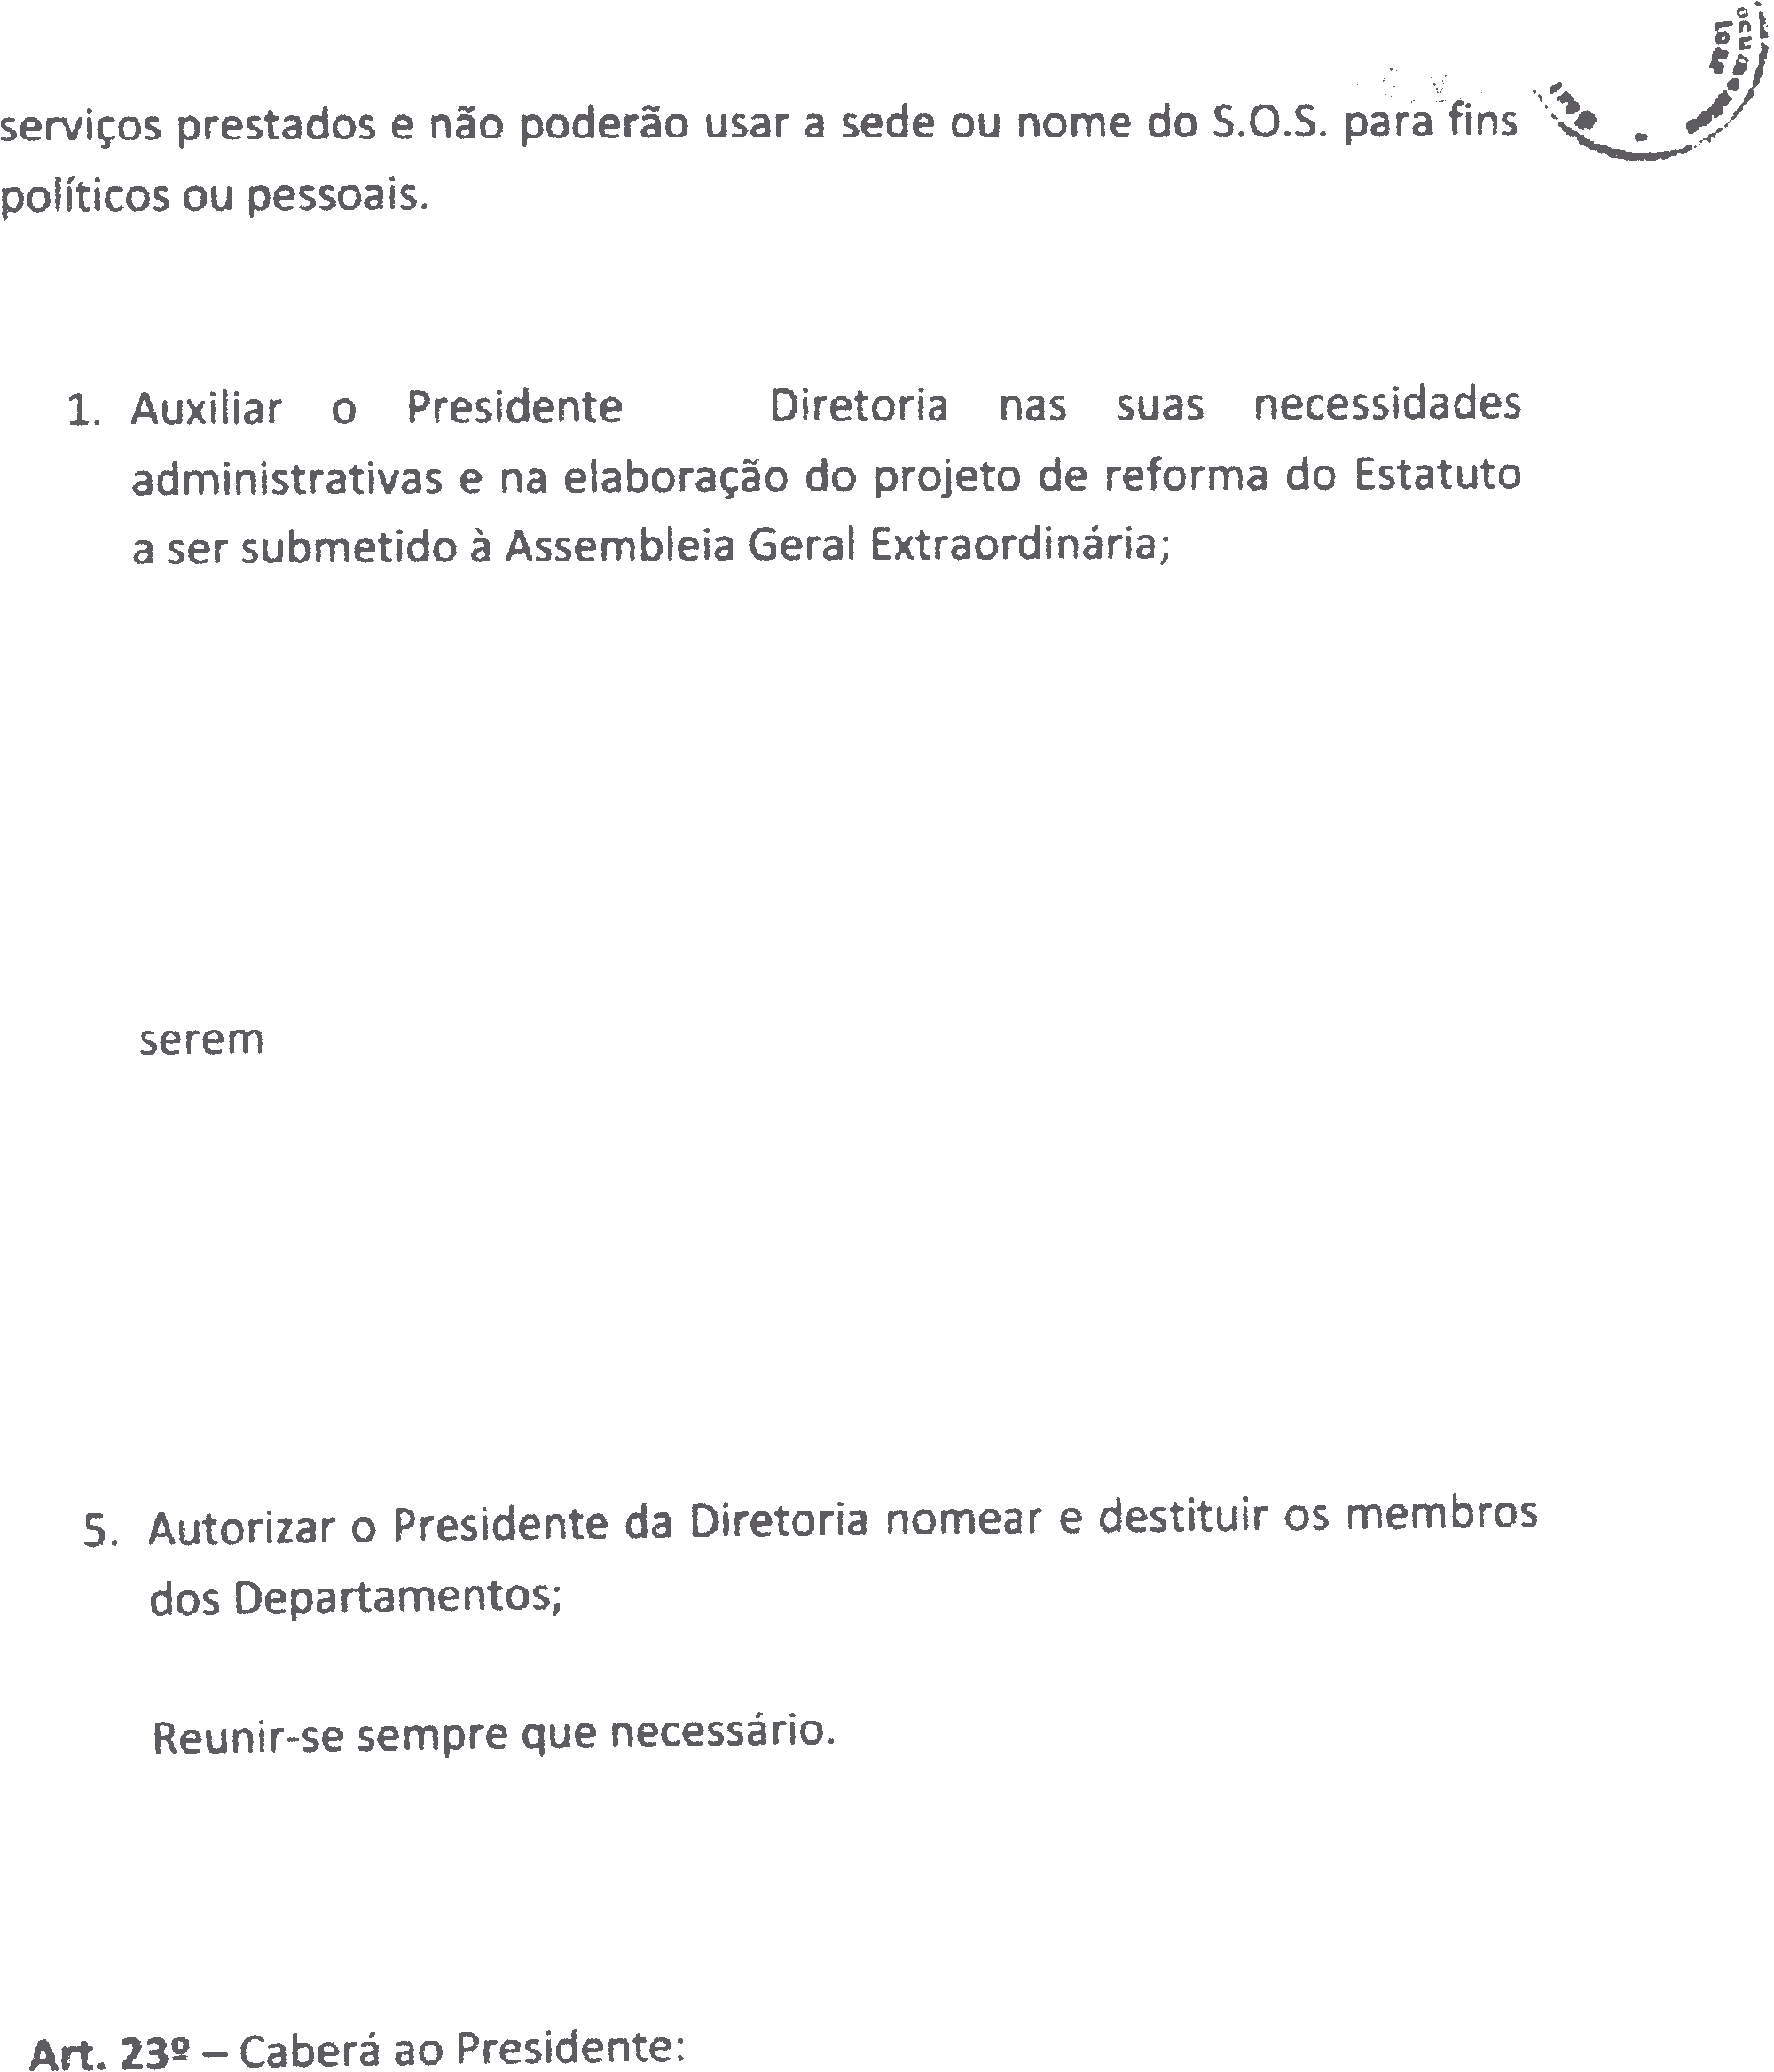 serviços prestados e não poderão usar a sede ou nome do S.O.S. para fins
políticos ou pessoais.
1. Auxiliar o Presidente Diretoria nas suas necessidades
administrativas e na elaboração do projeto de reforma do Estatuto
a ser submetido à Assembleia Geral Extraordinária;
serem
5. Autorizar o Presidente da Diretoria nomear e destituir os membros
dos Departamentos;
Reunir-se sempre que necessário.
Art. 23º – Caberá ao Presidente: